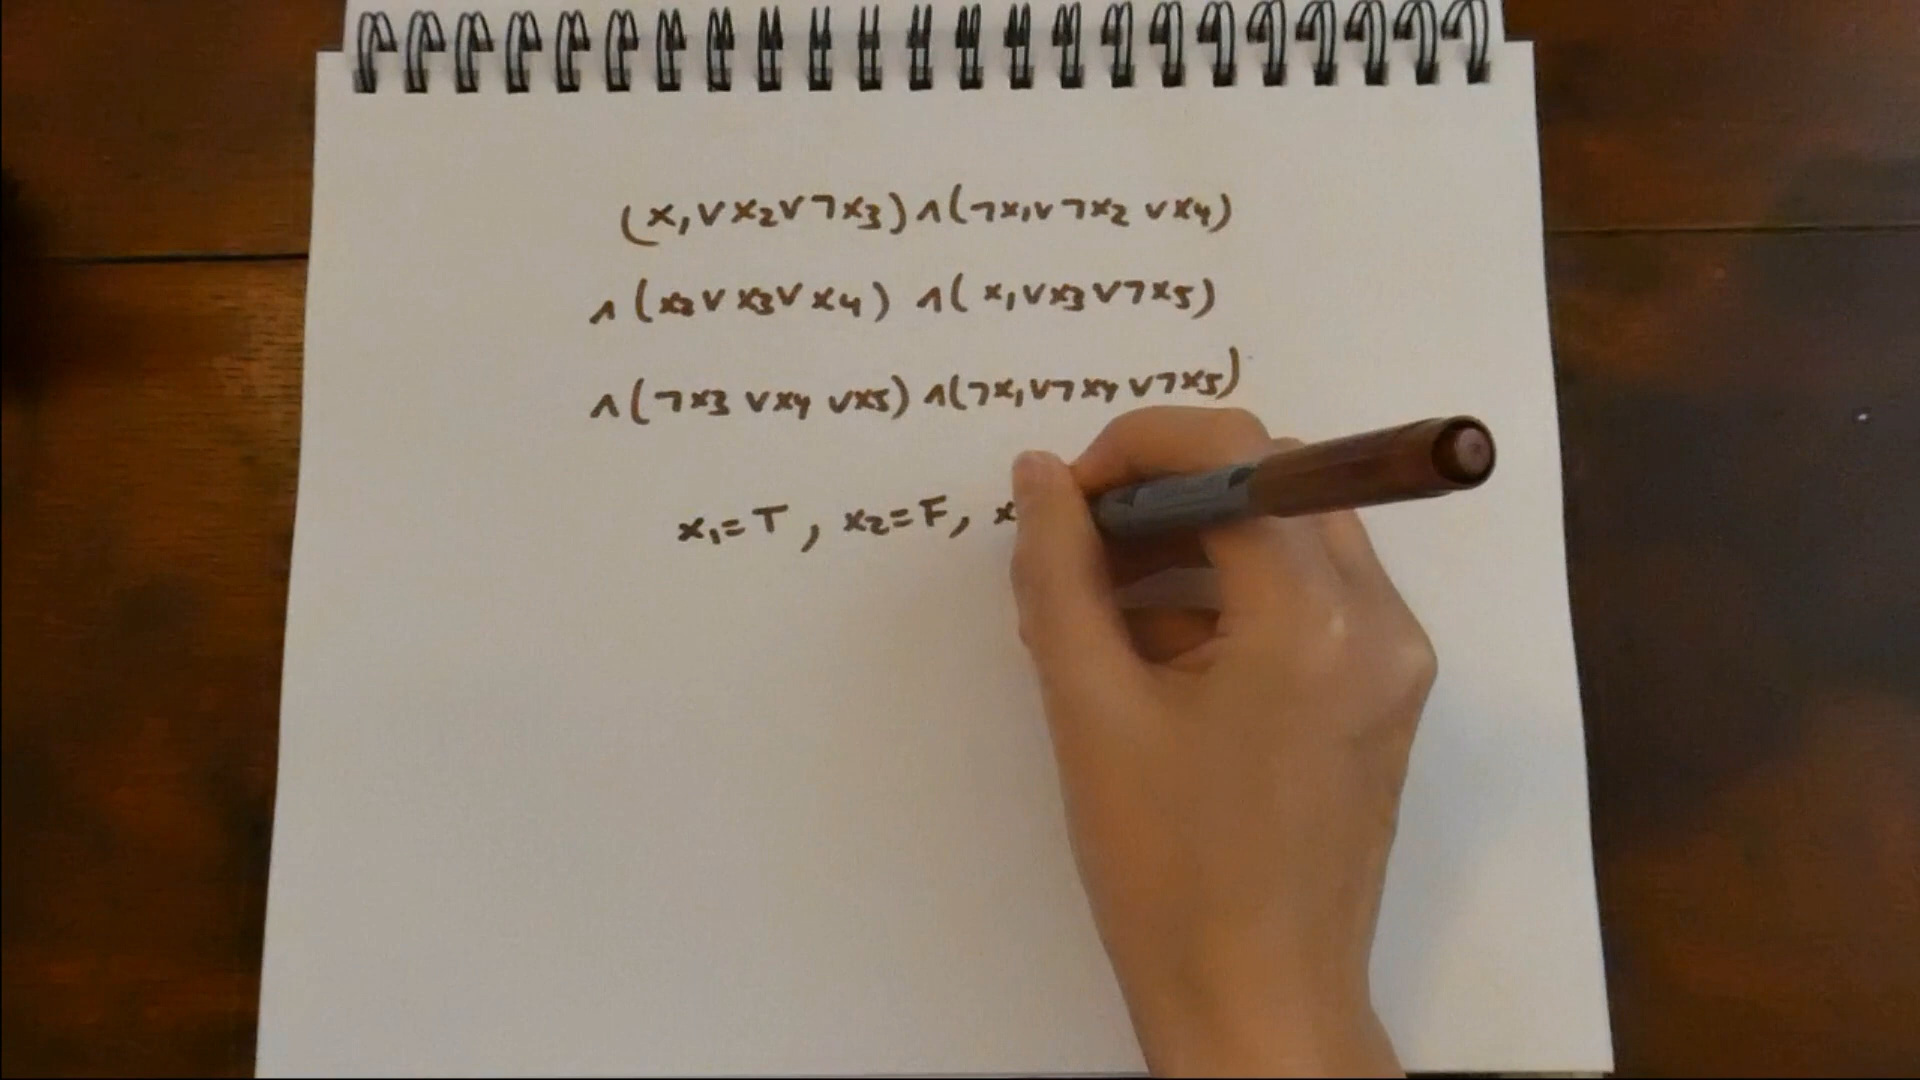 (x₁∨x₂∨¬x₃)∧(¬x₁∨¬x₂∨x₄)
∧(x₂∨x₃∨x₄)∧(x₁∨x₃∨¬x₅)
∧(¬x₃∨x₄∨x₅)∧(¬x₁∨¬x₄∨¬x₅)
x₁=T, x₂=F, x